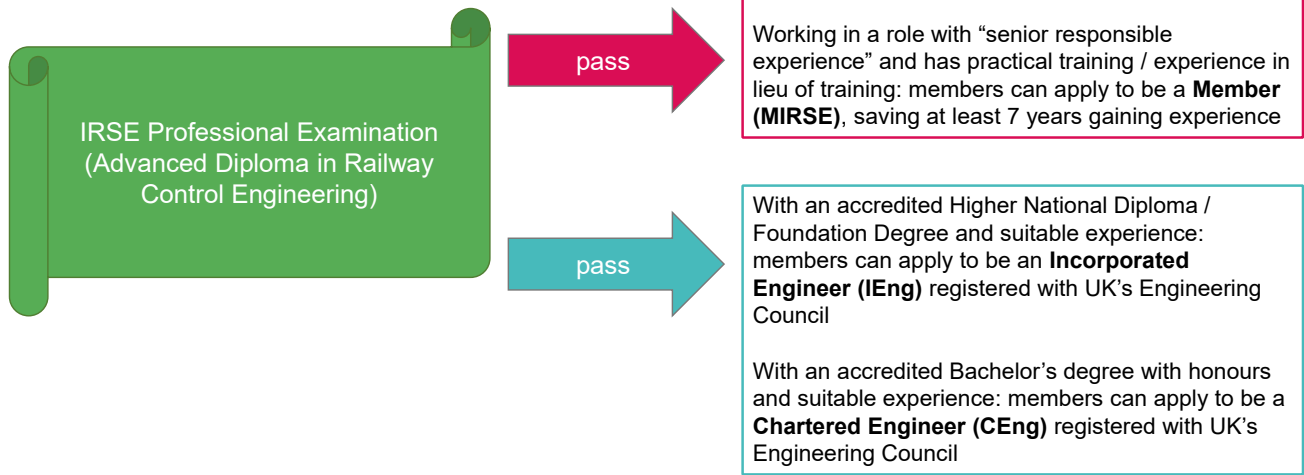 IRSE Professional Examination
(Advanced Diploma in Railway
Control Engineering)
pass
Working in a role with “senior responsible
experience” and has practical training / experience in
lieu of training: members can apply to be a Member
(MIRSE), saving at least 7 years gaining experience
pass
With an accredited Higher National Diploma /
Foundation Degree and suitable experience:
members can apply to be an Incorporated
Engineer (IEng) registered with UK’s Engineering
Council
With an accredited Bachelor’s degree with honours
and suitable experience: members can apply to be a
Chartered Engineer (CEng) registered with UK’s
Engineering Council